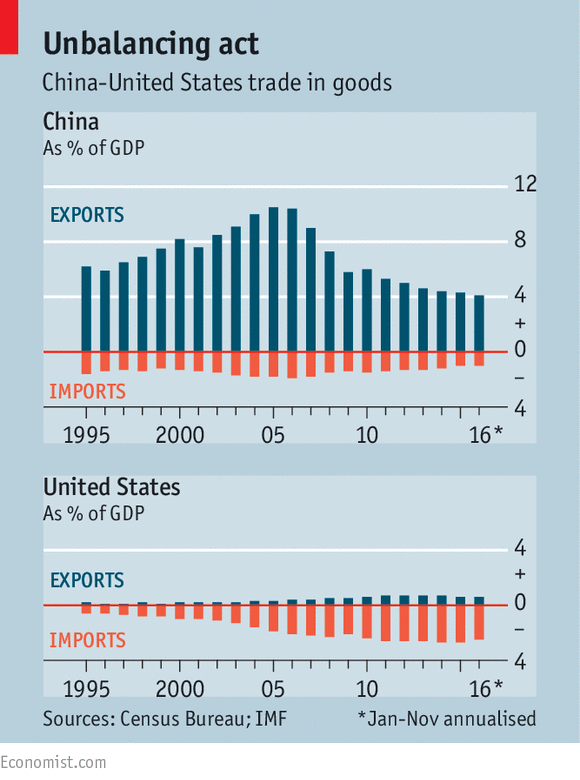 Unbalancing act
China-United States trade in goods
China
As % of GDP
12
EXPORTS
8
4
+
0
–
IMPORTS
4
1995 2000 05 10 16*
United States
As % of GDP
4
EXPORTS +
0
IMPORTS –
4
1995 2000 05 10 16*
Sources: Census Bureau; IMF *Jan-Nov annualised
Economist.com